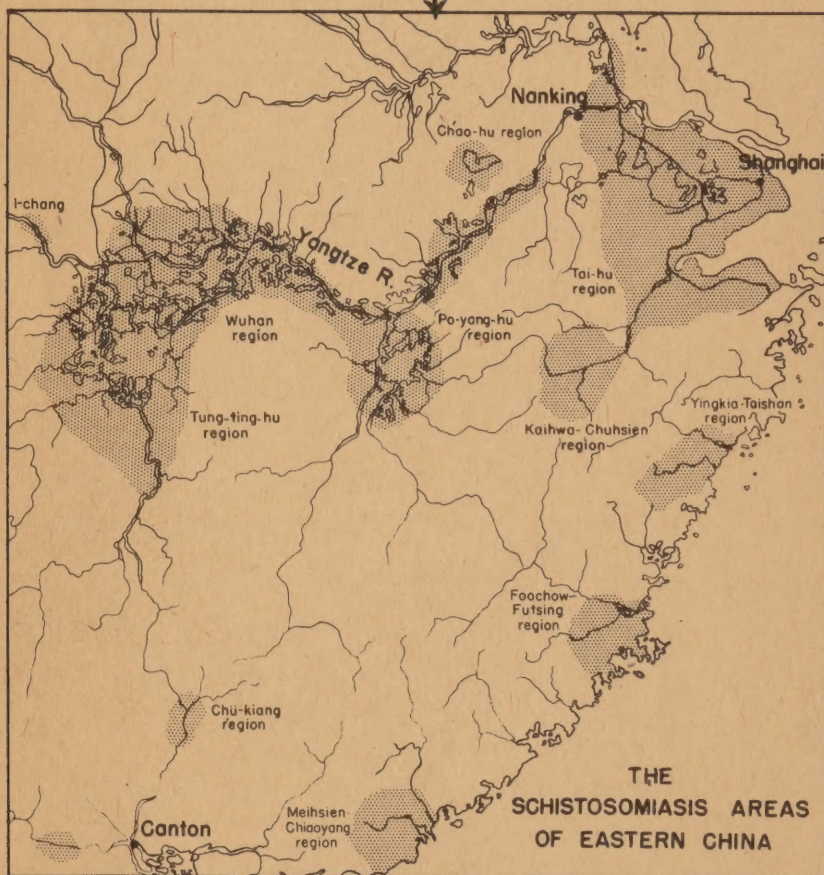 Nanking
Ch'ao-hu region
Shanghai
I-chang
Yangtze R.
Tai-hu
region
Wuhan
region
Po-yang-hu
region
Tung-ting-hu
region
Kaihwa-Chuhsien
region
Yingkia-Taishan
region
Foochow-
Futsing
region
Chü-kiang
region
Meihsien-
Chiaoyang
region
Canton
THE
SCHISTOSOMIASIS AREAS
OF EASTERN CHINA